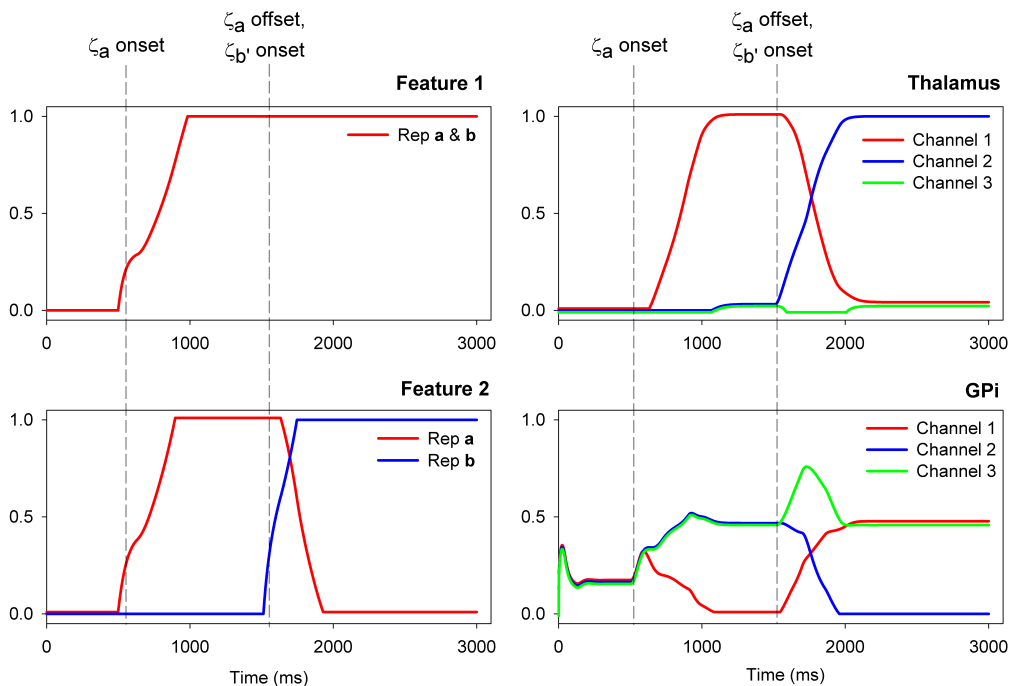 ζa onset
ζa offset,
ζb' onset
Feature 1
1.0
0.5
0.0
Rep a & b
0 1000 2000 3000
Feature 2
1.0
0.5
0.0
Rep a
Rep b
0 1000 2000 3000
Time (ms)
ζa onset
ζa offset,
ζb' onset
Thalamus
1.0
0.5
0.0
Channel 1
Channel 2
Channel 3
0 1000 2000 3000
GPi
1.0
0.5
0.0
Channel 1
Channel 2
Channel 3
0 1000 2000 3000
Time (ms)